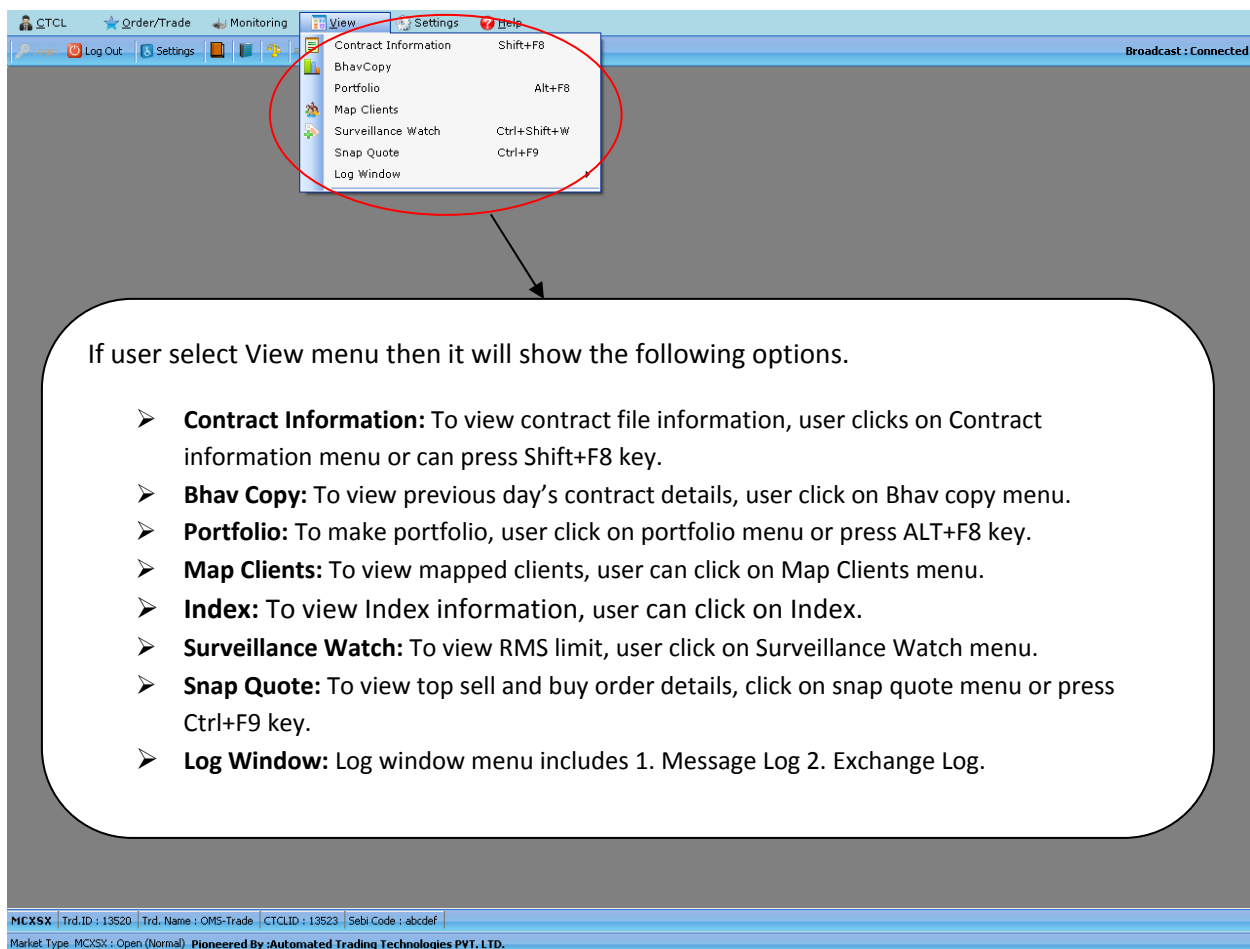 CTCL Order/Trade Monitoring View Settings Help
Log Out Settings Broadcast : Connected
Contract Information Shift+F8
BhavCopy
Portfolio Alt+F8
Map Clients
Surveillance Watch Ctrl+Shift+W
Snap Quote Ctrl+F9
Log Window
If user select View menu then it will show the following options.
➢ Contract Information: To view contract file information, user clicks on Contract
information menu or can press Shift+F8 key.
➢ Bhav Copy: To view previous day’s contract details, user click on Bhav copy menu.
➢ Portfolio: To make portfolio, user click on portfolio menu or press ALT+F8 key.
➢ Map Clients: To view mapped clients, user can click on Map Clients menu.
➢ Index: To view Index information, user can click on Index.
➢ Surveillance Watch: To view RMS limit, user click on Surveillance Watch menu.
➢ Snap Quote: To view top sell and buy order details, click on snap quote menu or press
Ctrl+F9 key.
➢ Log Window: Log window menu includes 1. Message Log 2. Exchange Log.
MCXSX Trd.ID : 13520 Trd. Name : OMS-Trade CTCLID : 13523 Sebi Code : abcdef
Market Type MCXSX : Open (Normal) Pioneered By :Automated Trading Technologies PVT. LTD.